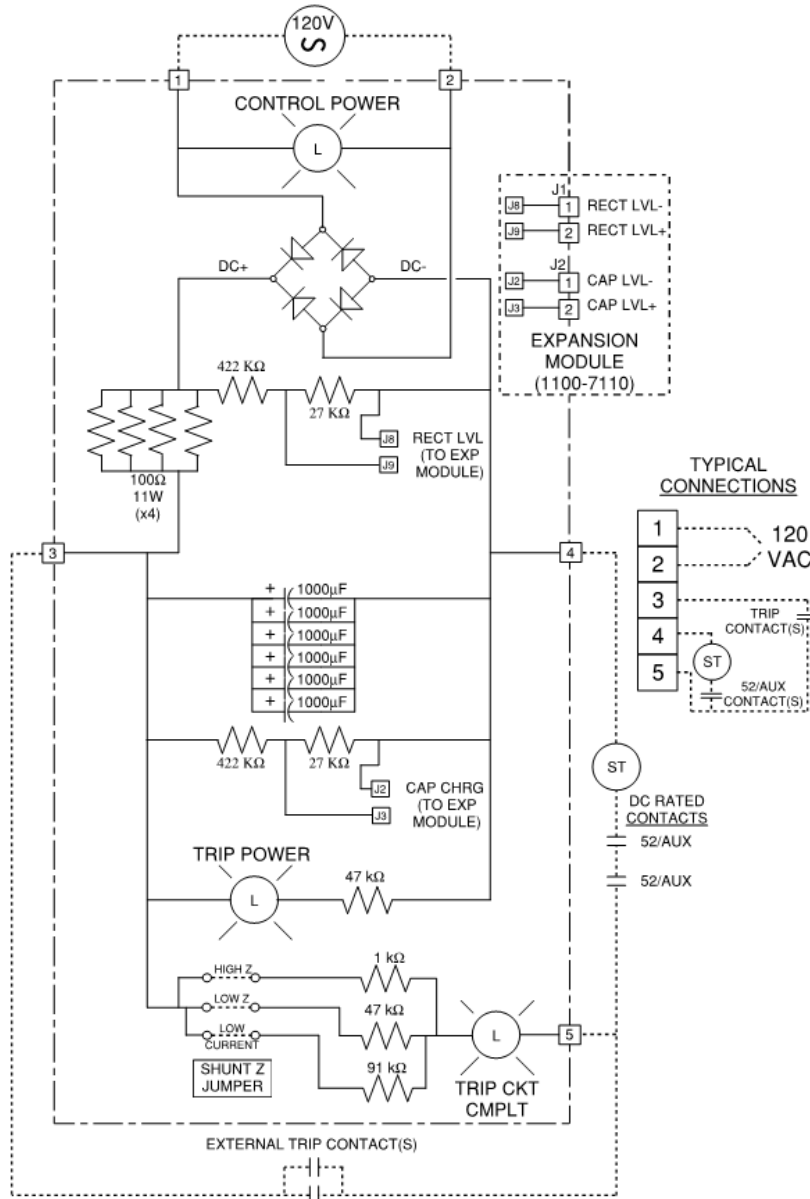 120V
1
2
CONTROL POWER
L
J1
J8 1 RECT LVL-
J9 2 RECT LVL+
J2
J2 1 CAP LVL-
J3 2 CAP LVL+
EXPANSION
MODULE
(1100-7110)
DC+
DC-
422 KΩ
27 KΩ
J8
J9
RECT LVL
(TO EXP
MODULE)
100Ω
11W
(x4)
3
4
+ 1000µF
+ 1000µF
+ 1000µF
+ 1000µF
+ 1000µF
+ 1000µF
422 KΩ
27 KΩ
J2
J3
CAP CHRG
(TO EXP
MODULE)
TRIP POWER
L
47 kΩ
HIGH Z
1 kΩ
LOW Z
47 kΩ
LOW
CURRENT
91 kΩ
SHUNT Z
JUMPER
L
5
TRIP CKT
CMPLT
EXTERNAL TRIP CONTACT(S)
TYPICAL
CONNECTIONS
1
2
3
4
5
120
VAC
TRIP
CONTACT(S)
ST
52/AUX
CONTACT(S)
ST
DC RATED
CONTACTS
52/AUX
52/AUX